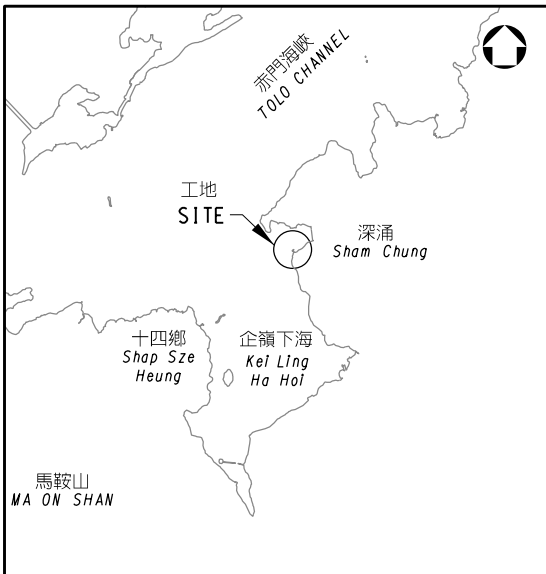 赤門海峽
TOLO CHANNEL
工地
SITE
深涌
Sham Chung
十四鄉
Shap Sze
Heung
企嶺下海
Kei Ling
Ha Hoi
馬鞍山
MA ON SHAN